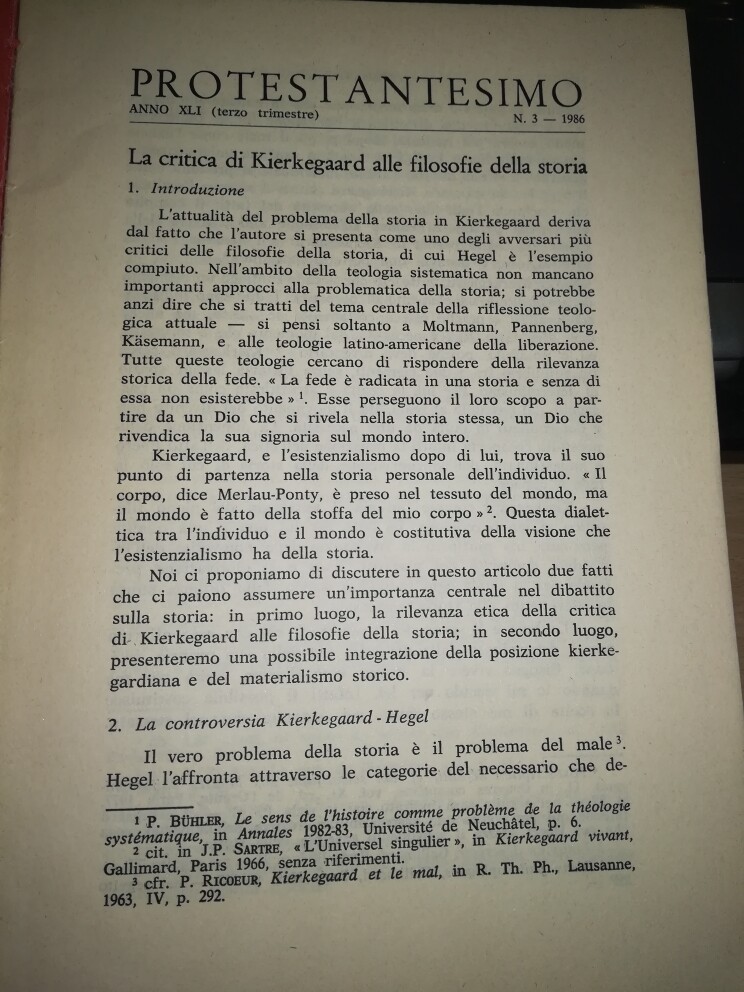 PROTESTANTESIMO
ANNO XLI (terzo trimestre)
N. 3 — 1986
La critica di Kierkegaard alle filosofie della storia
1. Introduzione
L'attualità del problema della storia in Kierkegaard deriva
dal fatto che l'autore si presenta come uno degli avversari più
critici delle filosofie della storia, di cui Hegel è l'esempio
compiuto. Nell'ambito della teologia sistematica non mancano
importanti approcci alla problematica della storia; si potrebbe
anzi dire che si tratti del tema centrale della riflessione teolo-
gica attuale — si pensi soltanto a Moltmann, Pannenberg,
Käsemann, e alle teologie latino-americane della liberazione.
Tutte queste teologie cercano di rispondere della rilevanza
storica della fede. « La fede è radicata in una storia e senza di
essa non esisterebbe » ¹. Esse perseguono il loro scopo a par-
tire da un Dio che si rivela nella storia stessa, un Dio che
rivendica la sua signoria sul mondo intero.
Kierkegaard, e l'esistenzialismo dopo di lui, trova il suo
punto di partenza nella storia personale dell'individuo. « Il
corpo, dice Merlau-Ponty, è preso nel tessuto del mondo, ma
il mondo è fatto della stoffa del mio corpo » ². Questa dialet-
tica tra l'individuo e il mondo è costitutiva della visione che
l'esistenzialismo ha della storia.
Noi ci proponiamo di discutere in questo articolo due fatti
che ci paiono assumere un'importanza centrale nel dibattito
sulla storia: in primo luogo, la rilevanza etica della critica
di Kierkegaard alle filosofie della storia; in secondo luogo,
presenteremo una possibile integrazione della posizione kierke-
gardiana e del materialismo storico.
2. La controversia Kierkegaard - Hegel
Il vero problema della storia è il problema del male ³.
Hegel l'affronta attraverso le categorie del necessario che de-
¹ P. BÜHLER, Le sens de l'histoire comme problème de la théologie
systématique, in Annales 1982-83, Université de Neuchâtel, p. 6.
² cit. in J.P. SARTRE, « L'Universel singulier », in Kierkegaard vivant,
Gallimard, Paris 1966, senza riferimenti.
³ cfr. P. RICOEUR, Kierkegaard et le mal, in R. Th. Ph., Lausanne,
1963, IV, p. 292.